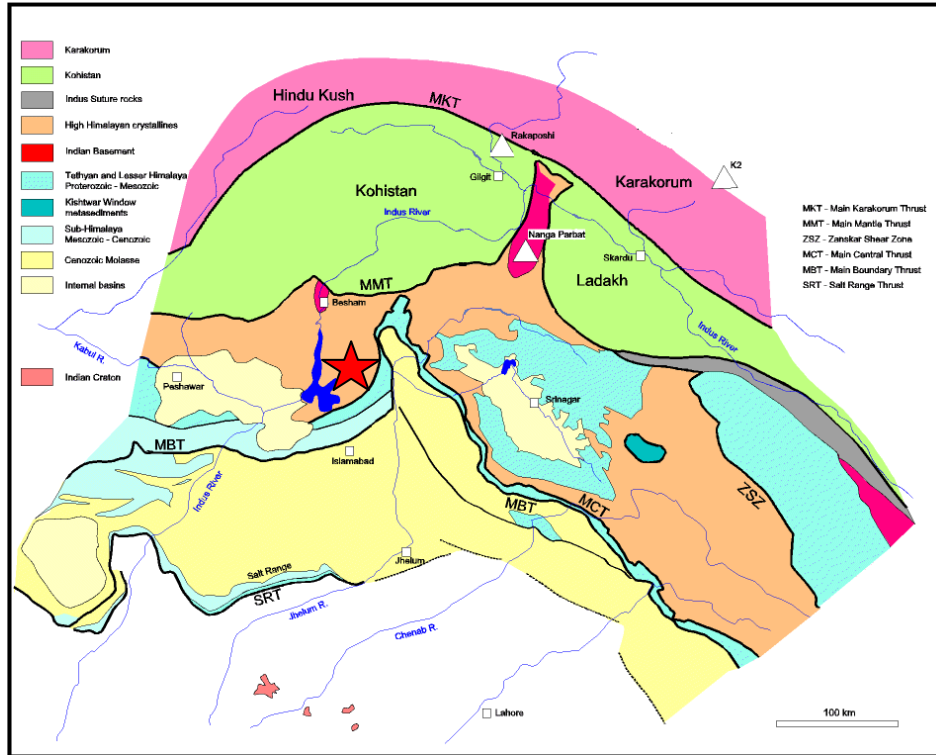 Karakorum
Kohistan
Indus Suture rocks
High Himalayan crystallines
Indian Basement
Tethyan and Lesser Himalaya
Proterozoic - Mesozoic
Kishtwar Window
metasediments
Sub-Himalaya
Mesozoic - Cenozoic
Cenozoic Molasse
Internal basins
Indian Craton
Hindu Kush
MKT
Rakaposhi
Gilgit
K2
Karakorum
Kohistan
Indus River
Nanga Parbat
Skardu
Ladakh
MMT
Besham
Indus River
Kabul R.
Peshawar
Srinagar
MBT
Islamabad
Indus River
MBT
MCT
ZSZ
Jhelum
Salt Range
SRT
Jhelum R.
Chenab R.
Lahore
MKT - Main Karakorum Thrust
MMT - Main Mantle Thrust
ZSZ - Zanskar Shear Zone
MCT - Main Central Thrust
MBT - Main Boundary Thrust
SRT - Salt Range Thrust
100 km